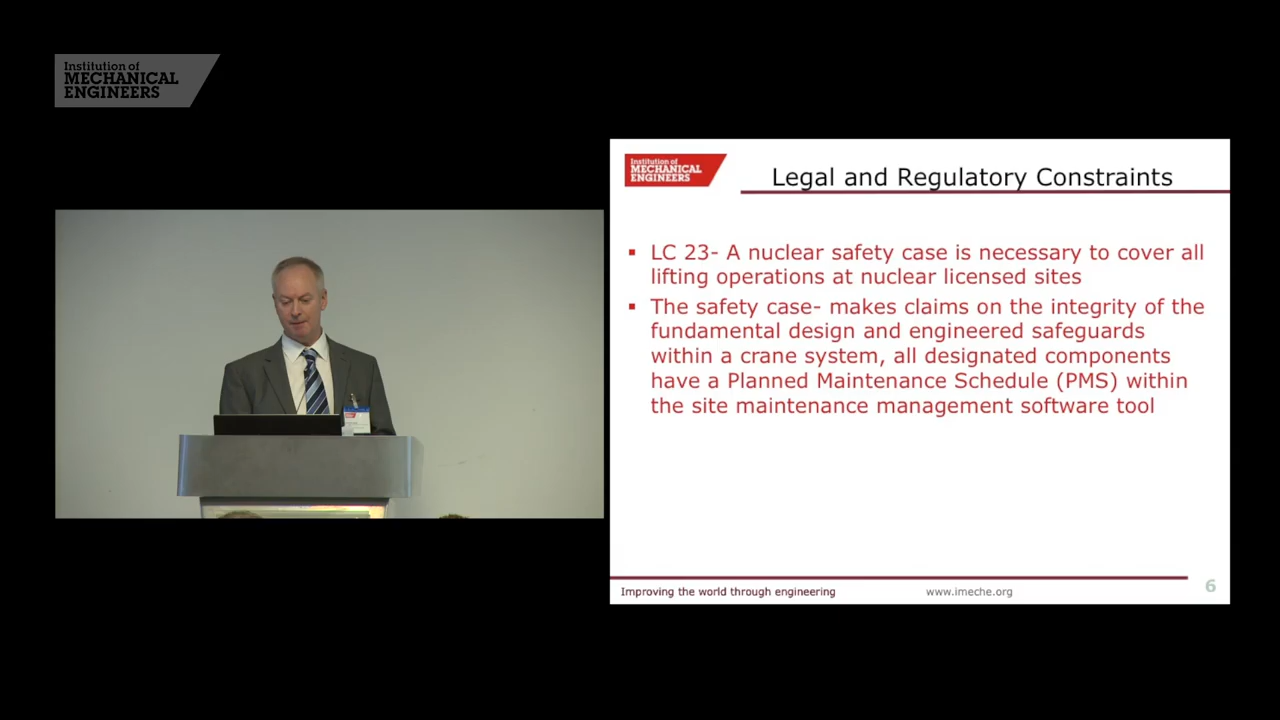 Institution of
MECHANICAL
ENGINEERS
Institution of
MECHANICAL
ENGINEERS
Legal and Regulatory Constraints
▪ LC 23- A nuclear safety case is necessary to cover all
lifting operations at nuclear licensed sites
▪ The safety case- makes claims on the integrity of the
fundamental design and engineered safeguards
within a crane system, all designated components
have a Planned Maintenance Schedule (PMS) within
the site maintenance management software tool
Improving the world through engineering
www.imeche.org
6